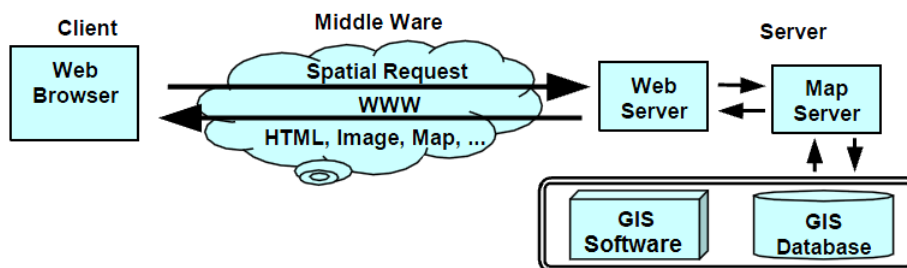 Client
Middle Ware
Server
Web
Browser
Spatial Request
WWW
HTML, Image, Map, ...
Web
Server
Map
Server
GIS
Software
GIS
Database